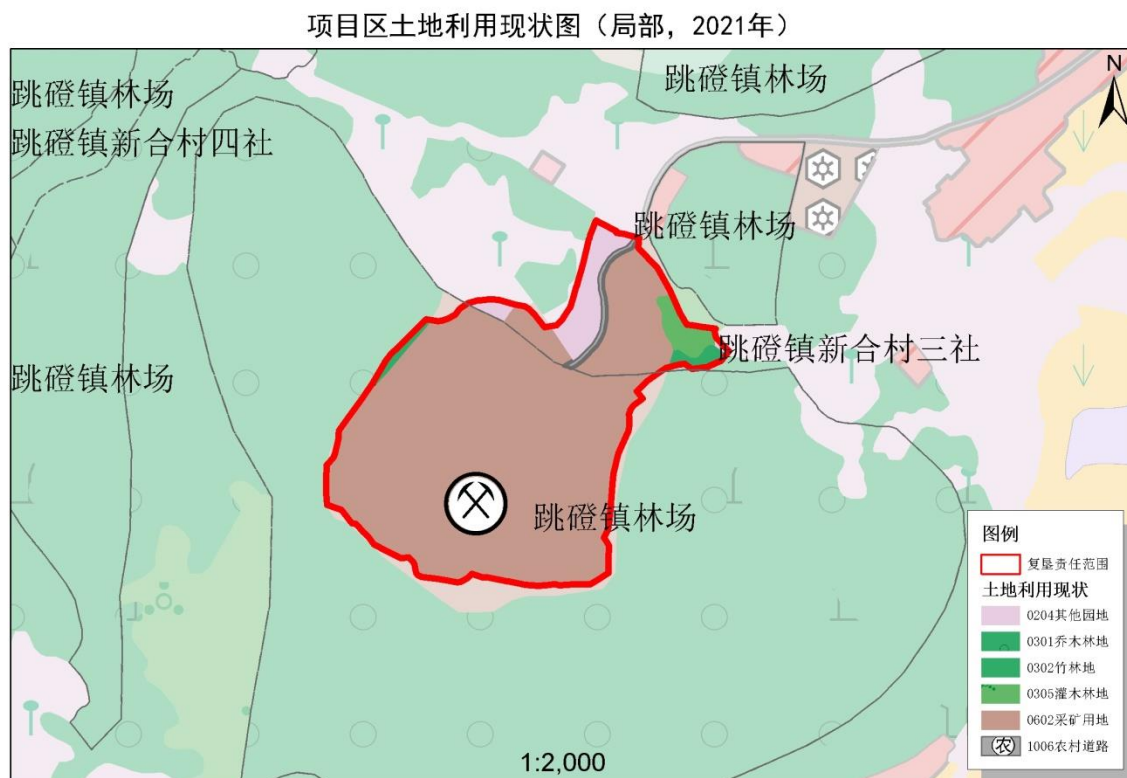 项目区土地利用现状图（局部，2021年）
跳磴镇林场
跳磴镇林场
N
跳磴镇新合村四社
跳磴镇林场
跳磴镇新合村三社
跳磴镇林场
跳磴镇林场
图例
复垦责任范围
土地利用现状
0204其他园地
0301乔木林地
0302竹林地
0305灌木林地
0602采矿用地
农 1006农村道路
1:2,000